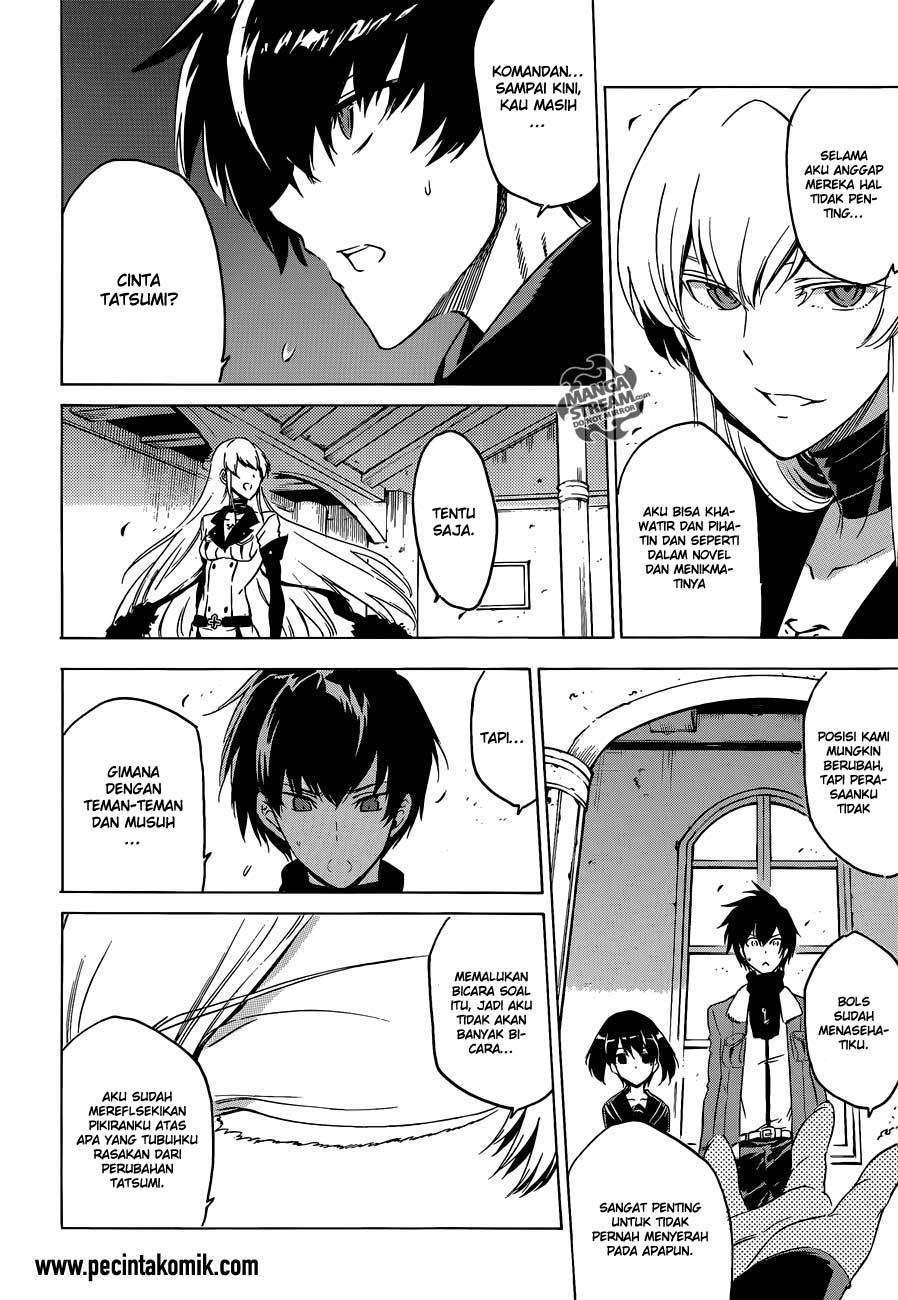 SELAMA
AKU ANGGAP
MEREKA HAL
TIDAK PEN-
TING...
AKU BISA KHA-
WATIR DAN PIHA-
TIN DAN SEPERTI
DALAM NOVEL
DAN MENIKMA-
TINYA
KOMANDAN...
SAMPAI KINI,
KAU MASIH
...
CINTA
TATSUMI?
MANGA
STREAM.com
DO NOT MIRROR!
TENTU
SAJA.
POSISI KAMI
MUNGKIN
BERUBAH,
TAPI PERA-
SAANKU
TIDAK
BOLS
SUDAH
MENASEHA-
TIKU.
SANGAT PENTING
UNTUK TIDAK
PERNAH MENYERAH
PADA APAPUN.
TAPI...
GIMANA
DENGAN
TEMAN-TEMAN
DAN MUSUH
...
MEMALUKAN
BICARA SOAL
ITU, JADI AKU
TIDAK AKAN
BANYAK BI-
CARA...
AKU SUDAH
MEREFLSEKIKAN
PIKIRANKU ATAS
APA YANG TUBUHKU
RASAKAN DARI
PERUBAHAN
TATSUMI.
www.pecintakomik.com